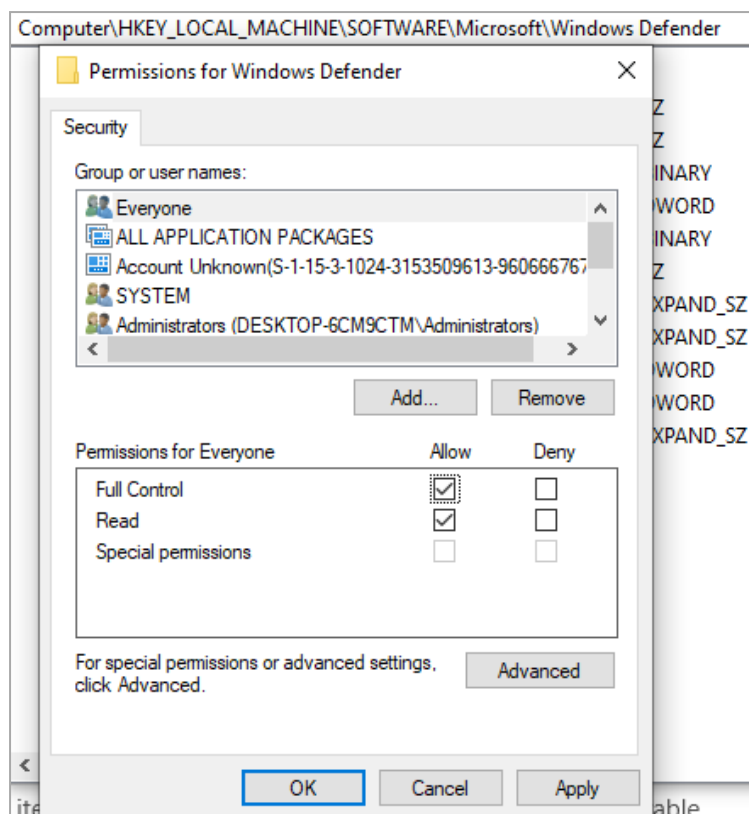 Computer\HKEY_LOCAL_MACHINE\SOFTWARE\Microsoft\Windows Defender
Permissions for Windows Defender
Security
Z
Z
Group or user names:
INARY
Everyone
WORD
ALL APPLICATION PACKAGES
INARY
Account Unknown(S-1-15-3-1024-3153509613-960666767
Z
SYSTEM
XPAND_SZ
Administrators (DESKTOP-6CM9CTM\Administrators)
XPAND_SZ
WORD
Add... Remove
WORD
XPAND_SZ
Permissions for Everyone Allow Deny
Full Control
Read
Special permissions
For special permissions or advanced settings,
click Advanced.
Advanced
OK Cancel Apply
ite able